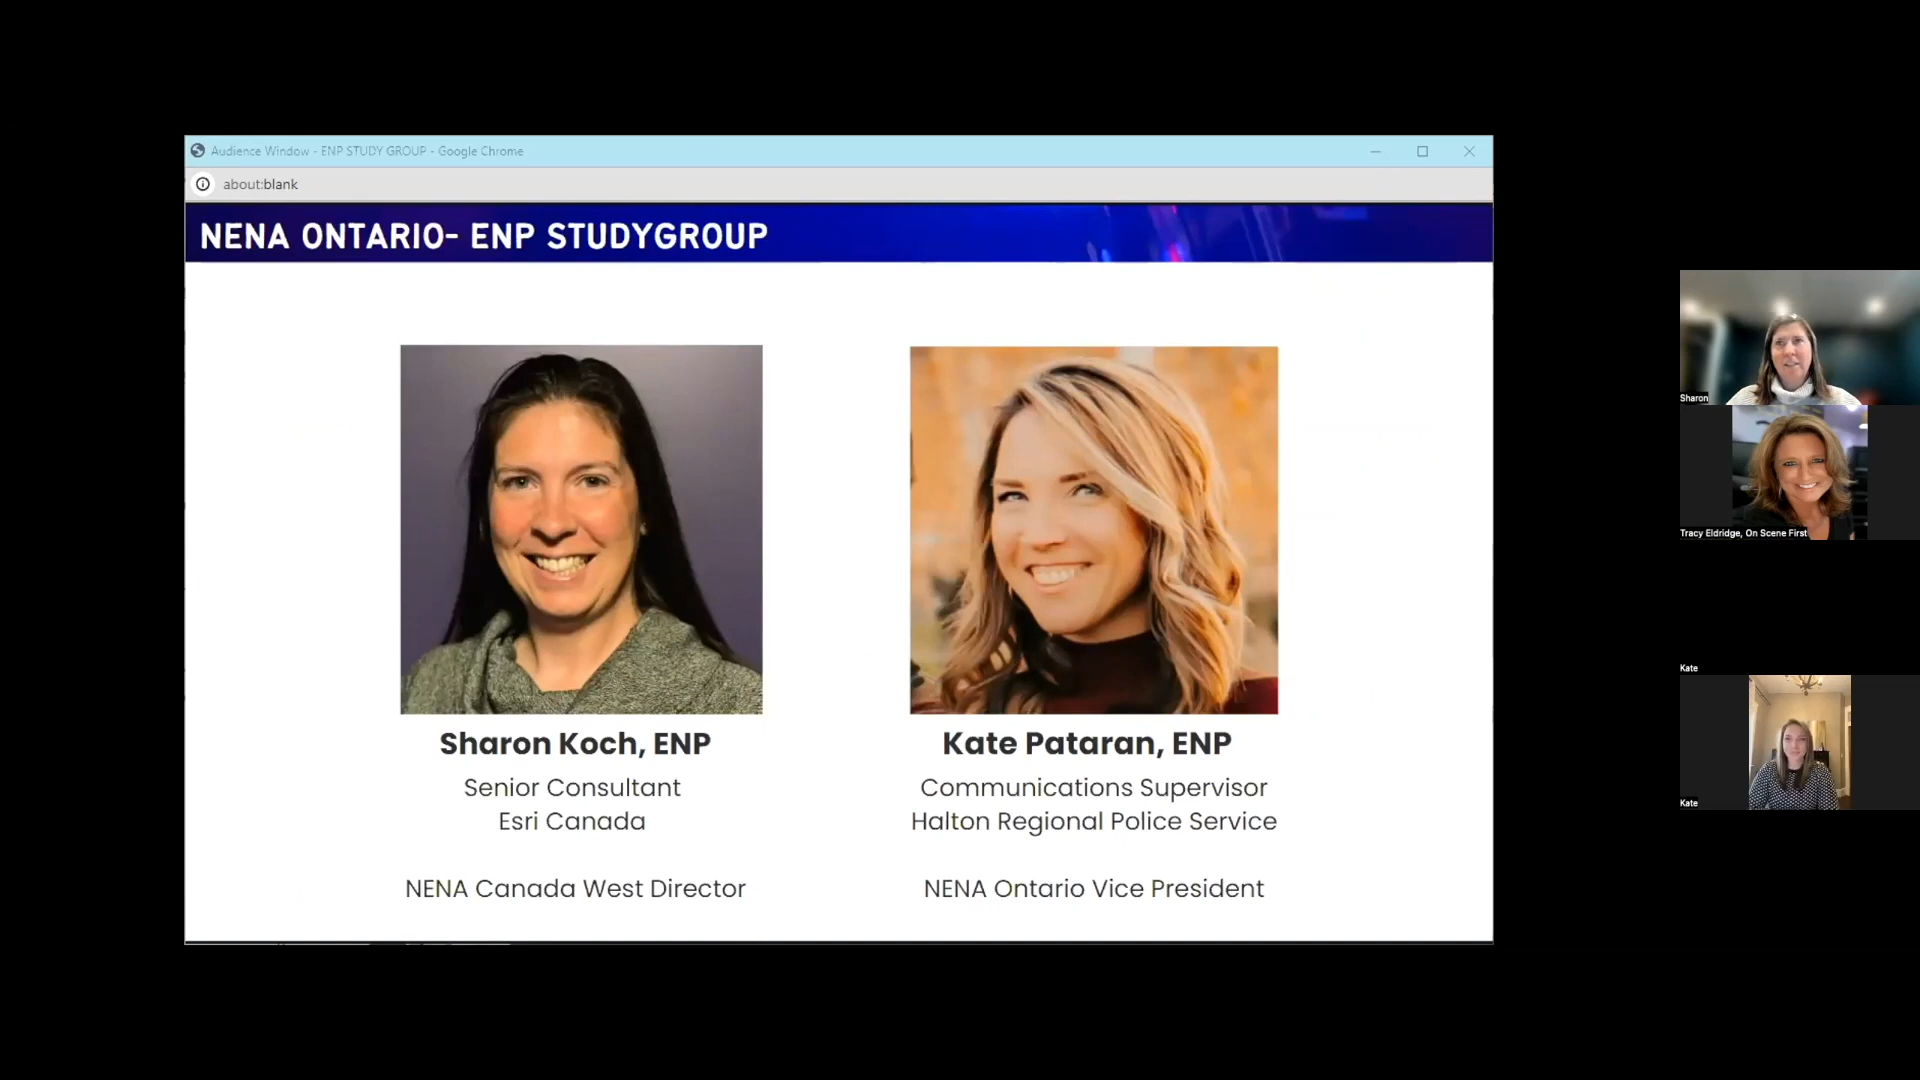 Audience Window - ENP STUDY GROUP - Google Chrome
about:blank
NENA ONTARIO- ENP STUDYGROUP
Sharon Koch, ENP
Senior Consultant
Esri Canada
NENA Canada West Director
Kate Pataran, ENP
Communications Supervisor
Halton Regional Police Service
NENA Ontario Vice President
Sharon
Tracy Eldridge, On Scene First
Kate
Kate